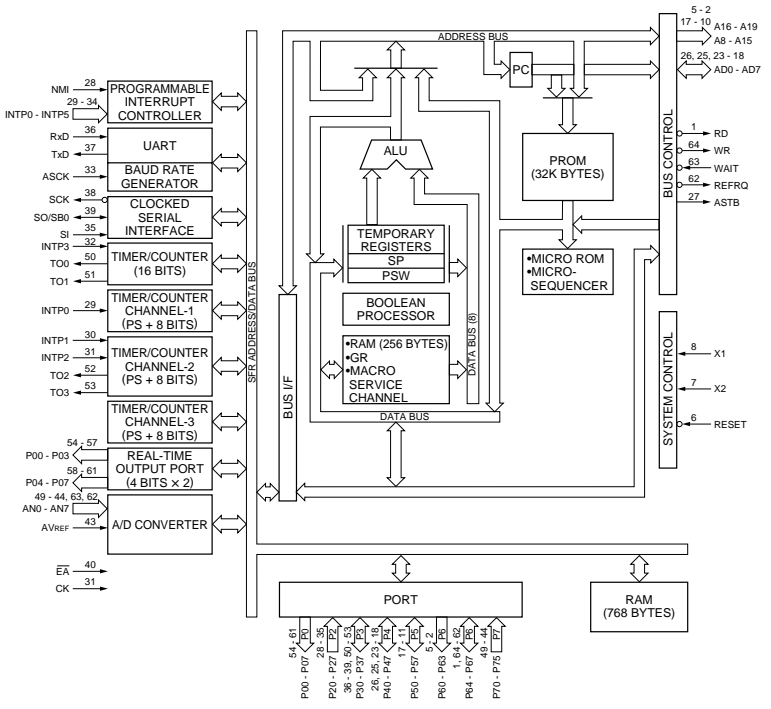 5 - 2
17 - 10
A16 - A19
A8 - A15
26, 25, 23 - 18
AD0 - AD7
ADDRESS BUS
PC
28
NMI
29 - 34
INTP0 - INTP5
PROGRAMMABLE
INTERRUPT
CONTROLLER
36
RxD
37
TxD
UART
33
ASCK
BAUD RATE
GENERATOR
38
SCK
39
SO/SB0
35
SI
CLOCKED
SERIAL
INTERFACE
32
INTP3
50
TO0
51
TO1
TIMER/COUNTER
(16 BITS)
29
INTP0
TIMER/COUNTER
CHANNEL-1
(PS + 8 BITS)
30
INTP1
31
INTP2
52
TO2
53
TO3
TIMER/COUNTER
CHANNEL-2
(PS + 8 BITS)
TIMER/COUNTER
CHANNEL-3
(PS + 8 BITS)
54 - 57
P00 - P03
58 - 61
P04 - P07
REAL-TIME
OUTPUT PORT
(4 BITS × 2)
49 - 44, 63, 62
AN0 - AN7
43
AVREF
A/D CONVERTER
40
EA
31
CK
SFR ADDRESS/DATA BUS
BUS I/F
ALU
TEMPORARY
REGISTERS
SP
PSW
BOOLEAN
PROCESSOR
•RAM (256 BYTES)
•GR
•MACRO
SERVICE
CHANNEL
DATA BUS (8)
DATA BUS
PROM
(32K BYTES)
•MICRO ROM
•MICRO-
SEQUENCER
BUS CONTROL
1
RD
64
WR
63
WAIT
62
REFRQ
27
ASTB
SYSTEM CONTROL
8
X1
7
X2
6
RESET
PORT
RAM
(768 BYTES)
P0
54 - 61
P00 - P07
P2
28 - 35
P20 - P27
P3
36 - 39, 50 - 53
P30 - P37
P4
26, 25, 23 - 18
P40 - P47
P5
17 - 11
P50 - P57
P6
5 - 2
P60 - P63
P6
1, 64 - 62
P64 - P67
P7
49 - 44
P70 - P75